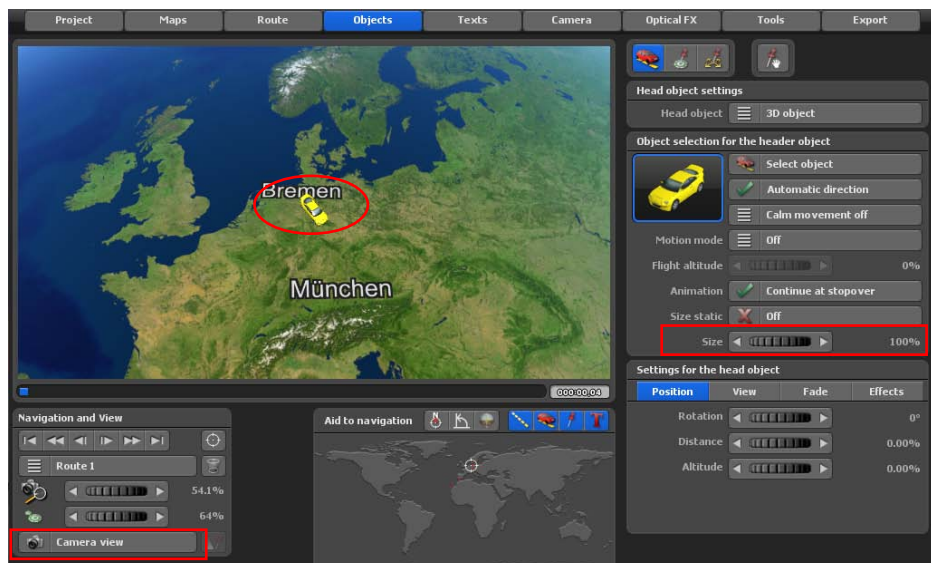 Project Maps Route Objects Texts Camera Optical FX Tools Export
Head object settings
Head object 3D object
Object selection for the header object
Select object
Automatic direction
Calm movement off
Motion mode Off
Flight altitude 0%
Animation Continue at stopover
Size static Off
Size 100%
Settings for the head object
Position View Fade Effects
Rotation 0°
Distance 0.00%
Altitude 0.00%
Bremen
München
000:00:04
Navigation and View
Route 1
54.1%
64%
Camera view
Aid to navigation
N